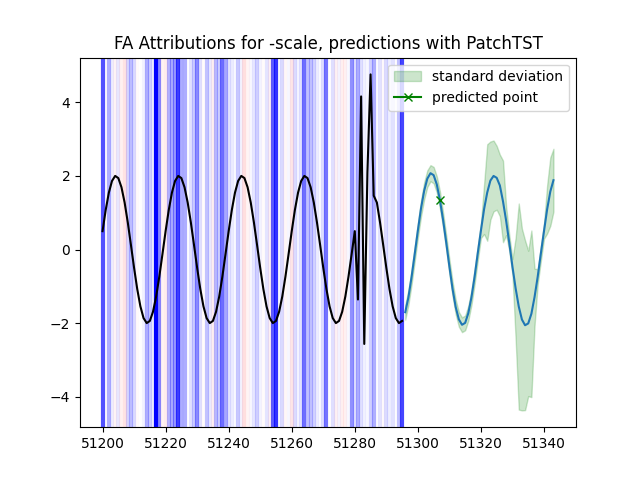 FA Attributions for -scale, predictions with PatchTST
standard deviation
predicted point
4
2
0
−2
−4
51200 51220 51240 51260 51280 51300 51320 51340